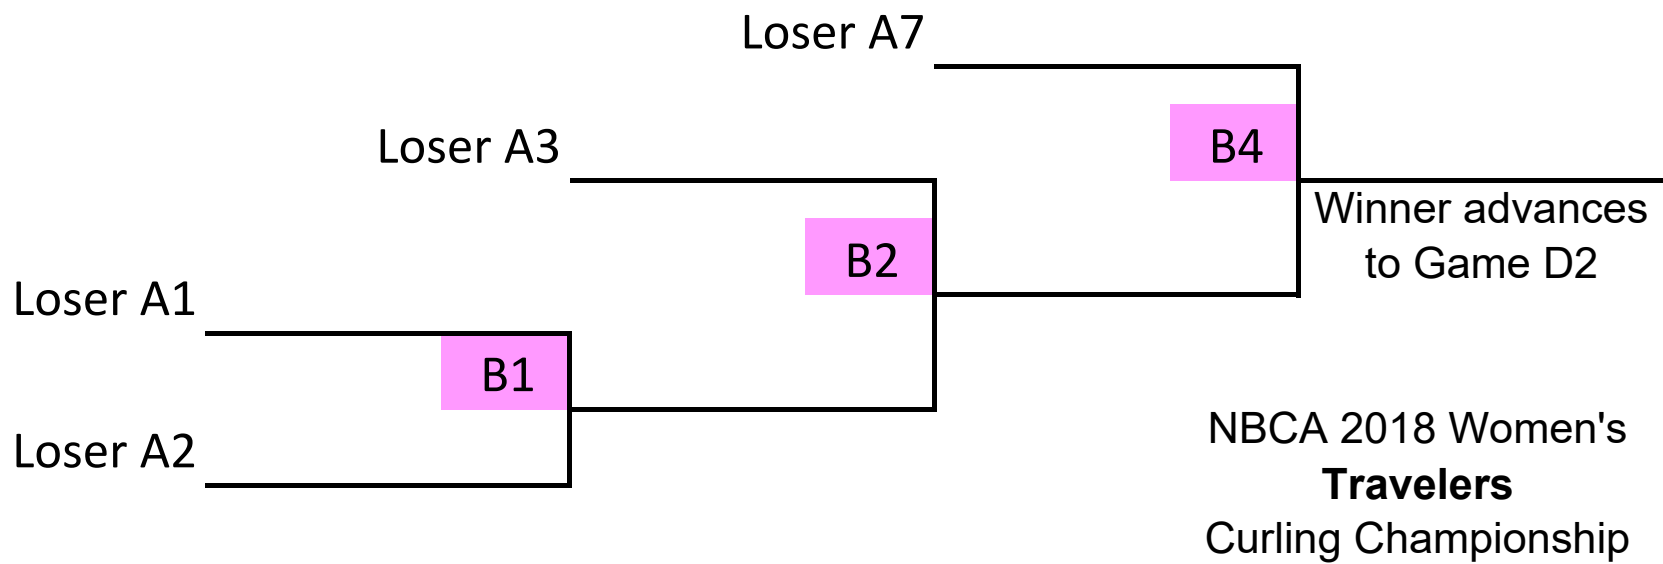 Loser A7
Loser A3
B4
Winner advances
to Game D2
B2
Loser A1
B1
Loser A2
NBCA 2018 Women's
Travelers
Curling Championship